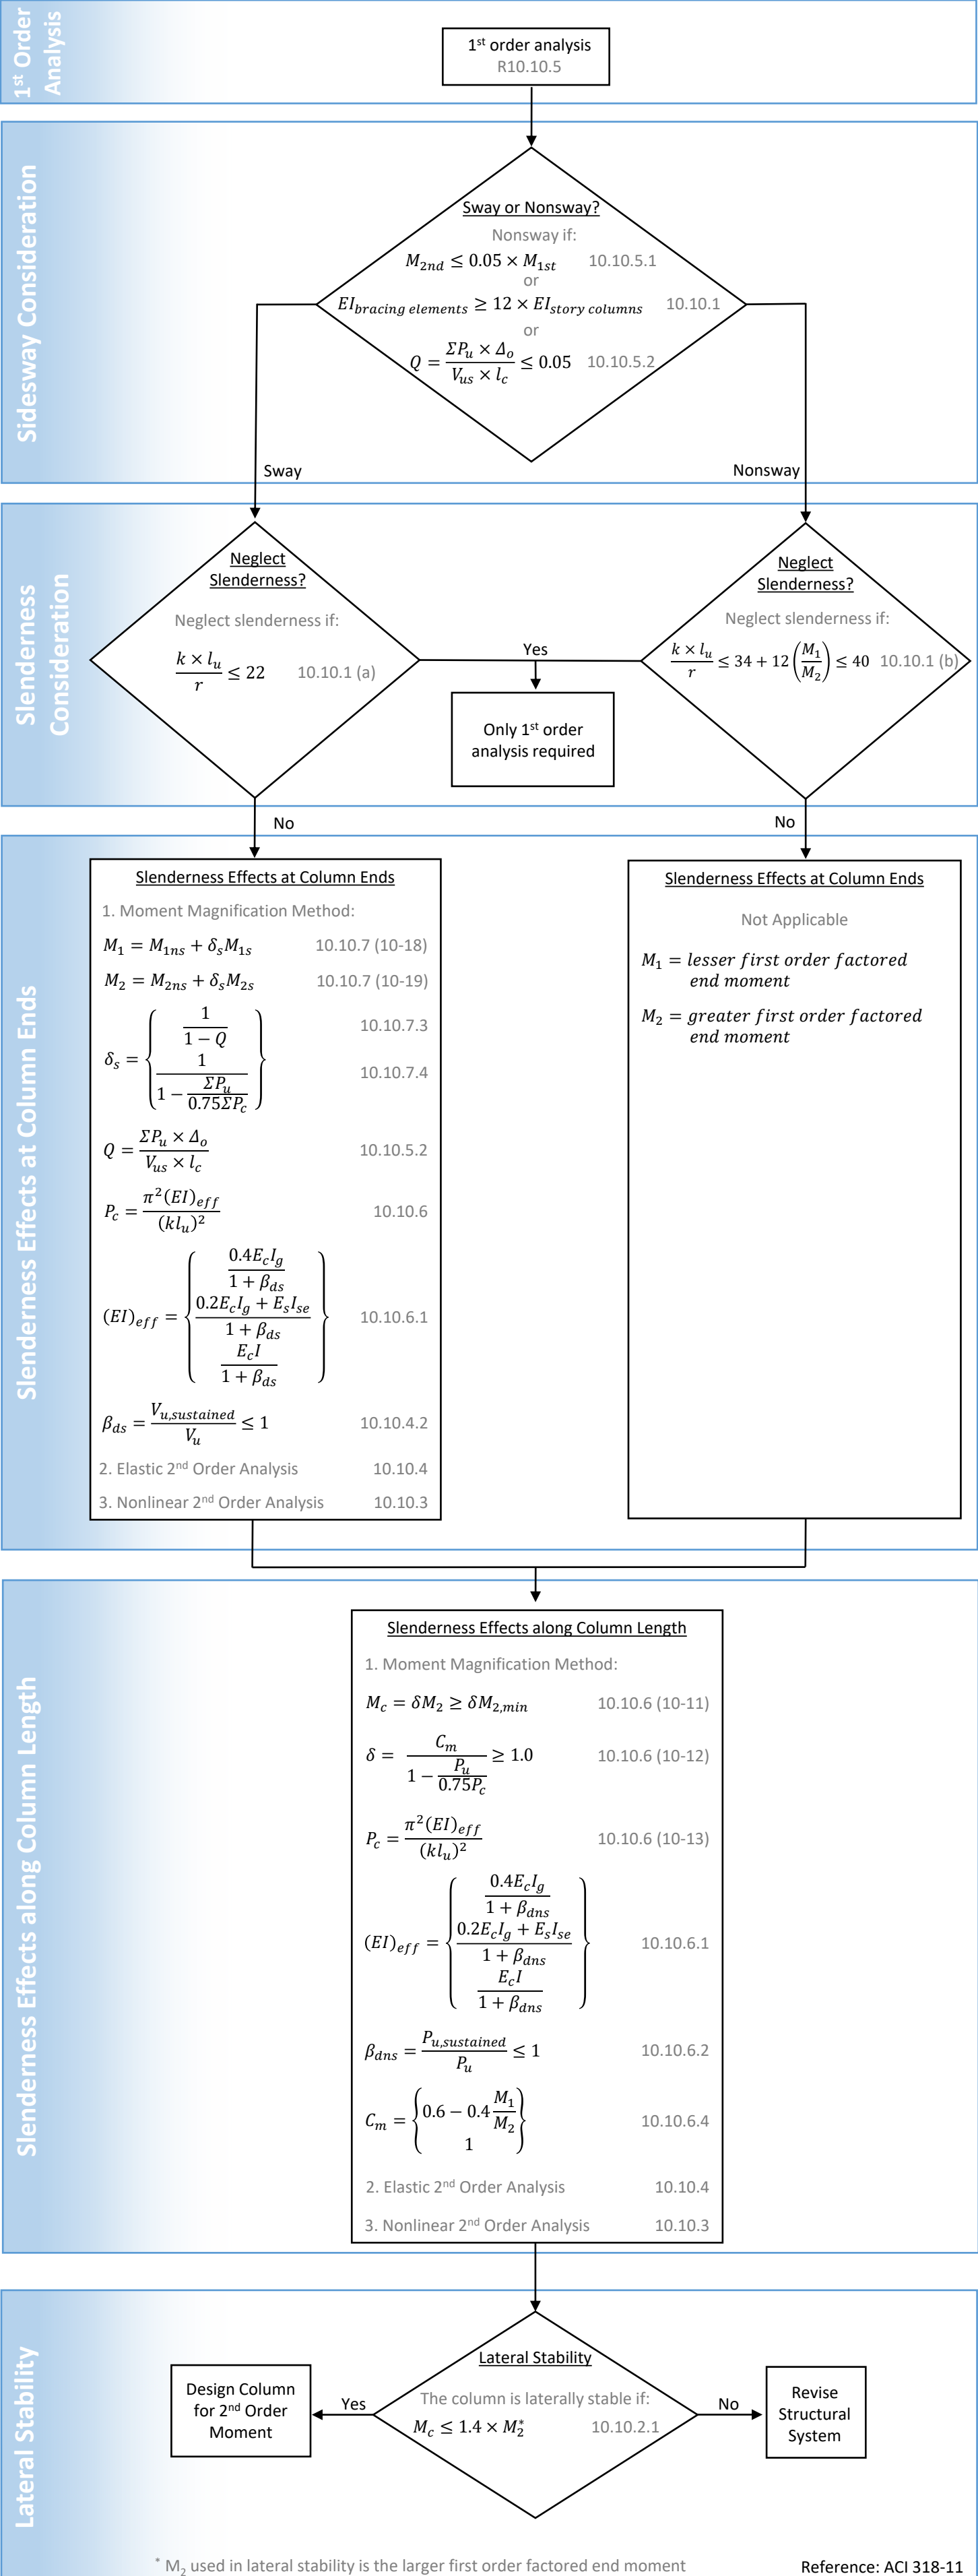 1st Order
Analysis
1st order analysis
R10.10.5
Sidesway Consideration
Sway or Nonsway?
Nonsway if:
M2nd ≤ 0.05 × M1st 10.10.5.1
or
EIbracing elements ≥ 12 × EIstory columns 10.10.1
or
Q = ΣPu × Δo / Vus × lc ≤ 0.05 10.10.5.2
Sway
Nonsway
Slenderness
Consideration
Neglect
Slenderness?
Neglect slenderness if:
k × lu / r ≤ 22 10.10.1 (a)
Yes
Only 1st order
analysis required
Neglect
Slenderness?
Neglect slenderness if:
k × lu / r ≤ 34 + 12 (M1 / M2) ≤ 40 10.10.1 (b)
No
No
Slenderness Effects at Column Ends
Slenderness Effects at Column Ends
1. Moment Magnification Method:
M1 = M1ns + δsM1s 10.10.7 (10-18)
M2 = M2ns + δsM2s 10.10.7 (10-19)
δs = { 1 / 1 − Q 10.10.7.3
1 / 1 − ΣPu / 0.75ΣPc } 10.10.7.4
Q = ΣPu × Δo / Vus × lc 10.10.5.2
Pc = π²(EI)eff / (klu)² 10.10.6
(EI)eff = { 0.4EcIg / 1 + βds
0.2EcIg + EsIse / 1 + βds 10.10.6.1
EcI / 1 + βds }
βds = Vu,sustained / Vu ≤ 1 10.10.4.2
2. Elastic 2nd Order Analysis 10.10.4
3. Nonlinear 2nd Order Analysis 10.10.3
Slenderness Effects at Column Ends
Not Applicable
M1 = lesser first order factored
end moment
M2 = greater first order factored
end moment
Slenderness Effects along Column Length
Slenderness Effects along Column Length
1. Moment Magnification Method:
Mc = δM2 ≥ δM2,min 10.10.6 (10-11)
δ = Cm / 1 − Pu / 0.75Pc ≥ 1.0 10.10.6 (10-12)
Pc = π²(EI)eff / (klu)² 10.10.6 (10-13)
(EI)eff = { 0.4EcIg / 1 + βdns
0.2EcIg + EsIse / 1 + βdns 10.10.6.1
EcI / 1 + βdns }
βdns = Pu,sustained / Pu ≤ 1 10.10.6.2
Cm = { 0.6 − 0.4 M1 / M2 10.10.6.4
1 }
2. Elastic 2nd Order Analysis 10.10.4
3. Nonlinear 2nd Order Analysis 10.10.3
Lateral Stability
Lateral Stability
The column is laterally stable if:
Mc ≤ 1.4 × M2* 10.10.2.1
Yes
Design Column
for 2nd Order
Moment
No
Revise
Structural
System
* M2 used in lateral stability is the larger first order factored end moment
Reference: ACI 318-11